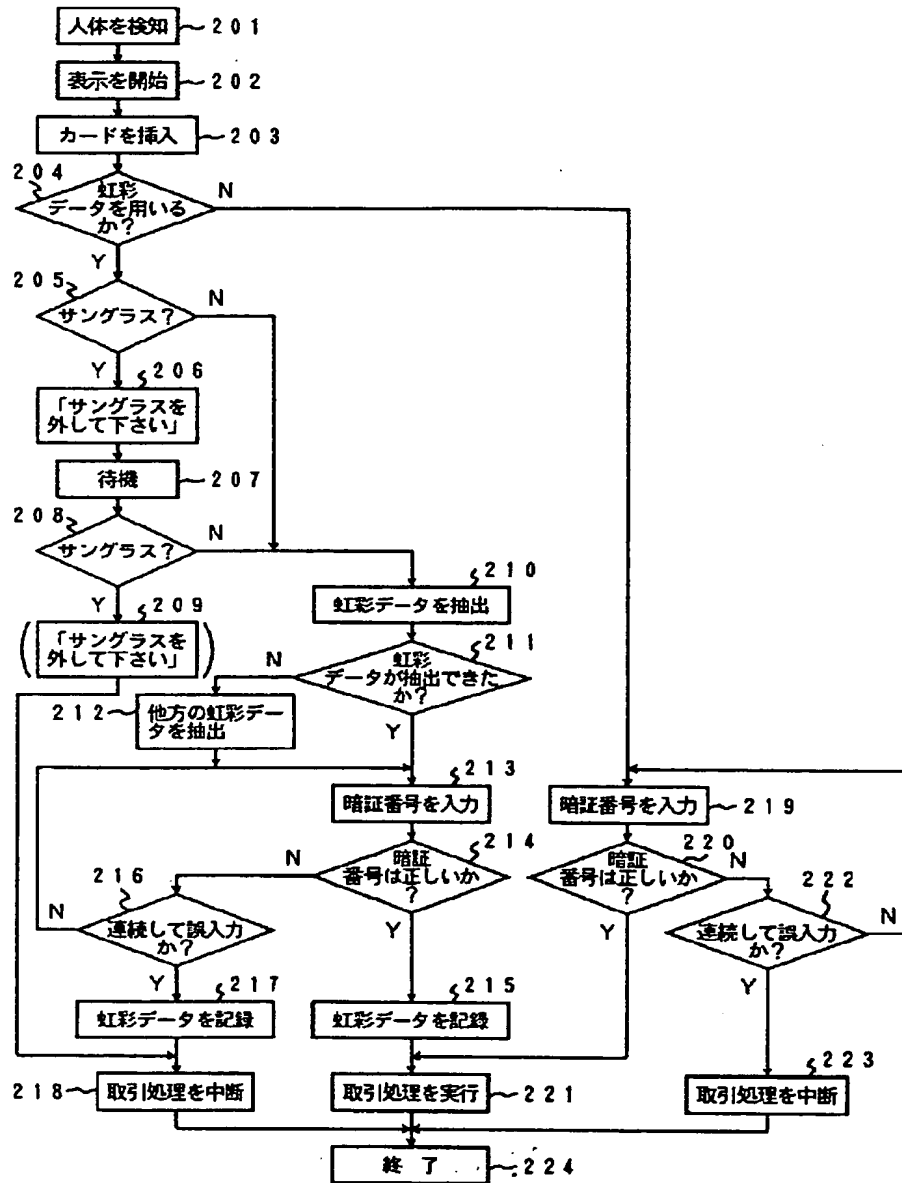 人体を検知 201
表示を開始 202
カードを挿入 203
204
虹彩
データを用いる
か？
N
Y
205
サングラス？
N
Y
206
「サングラスを
外して下さい」
待機 207
208
サングラス？
N
Y
209
「サングラスを
外して下さい」
210
虹彩データを抽出
211
虹彩
データが抽出できた
か？
N
Y
212
他方の虹彩デー
タを抽出
213
暗証番号を入力
214
暗証
番号は正しいか
？
N
Y
216
連続して誤入力
か？
N
Y
217
虹彩データを記録
215
虹彩データを記録
218 取引処理を中断
取引処理を実行 221
暗証番号を入力 219
220
暗証
番号は正しいか
？
N
Y
222
連続して誤入力
か？
N
Y
223
取引処理を中断
終了 224